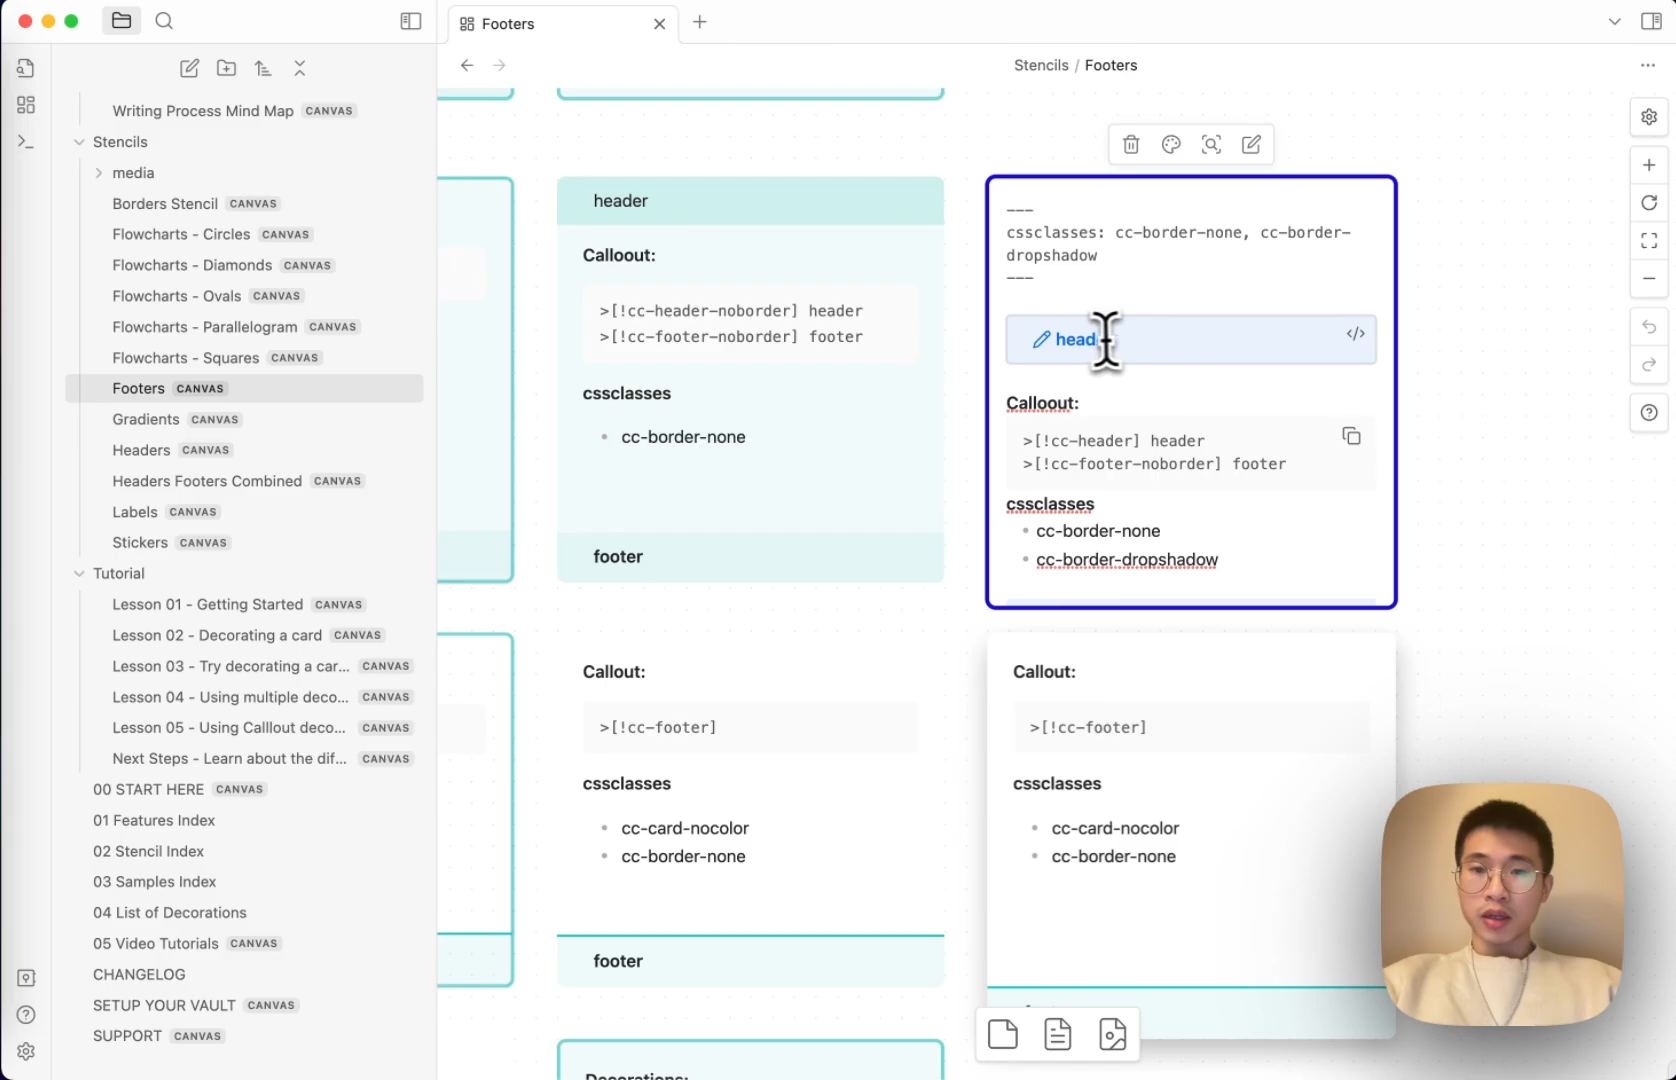 Footers
Stencils / Footers
Writing Process Mind Map CANVAS
Stencils
media
Borders Stencil CANVAS
Flowcharts - Circles CANVAS
Flowcharts - Diamonds CANVAS
Flowcharts - Ovals CANVAS
Flowcharts - Parallelogram CANVAS
Flowcharts - Squares CANVAS
Footers CANVAS
Gradients CANVAS
Headers CANVAS
Headers Footers Combined CANVAS
Labels CANVAS
Stickers CANVAS
Tutorial
Lesson 01 - Getting Started CANVAS
Lesson 02 - Decorating a card CANVAS
Lesson 03 - Try decorating a car... CANVAS
Lesson 04 - Using multiple deco... CANVAS
Lesson 05 - Using Calllout deco... CANVAS
Next Steps - Learn about the dif... CANVAS
00 START HERE CANVAS
01 Features Index
02 Stencil Index
03 Samples Index
04 List of Decorations
05 Video Tutorials CANVAS
CHANGELOG
SETUP YOUR VAULT CANVAS
SUPPORT CANVAS
header
Calloout:
>[!cc-header-noborder] header
>[!cc-footer-noborder] footer
cssclasses
• cc-border-none
footer
---
cssclasses: cc-border-none, cc-border-
dropshadow
---
head
</>
Calloout:
>[!cc-header] header
>[!cc-footer-noborder] footer
cssclasses
• cc-border-none
• cc-border-dropshadow
Callout:
>[!cc-footer]
cssclasses
• cc-card-nocolor
• cc-border-none
footer
Callout:
>[!cc-footer]
cssclasses
• cc-card-nocolor
• cc-border-none
Decorations: